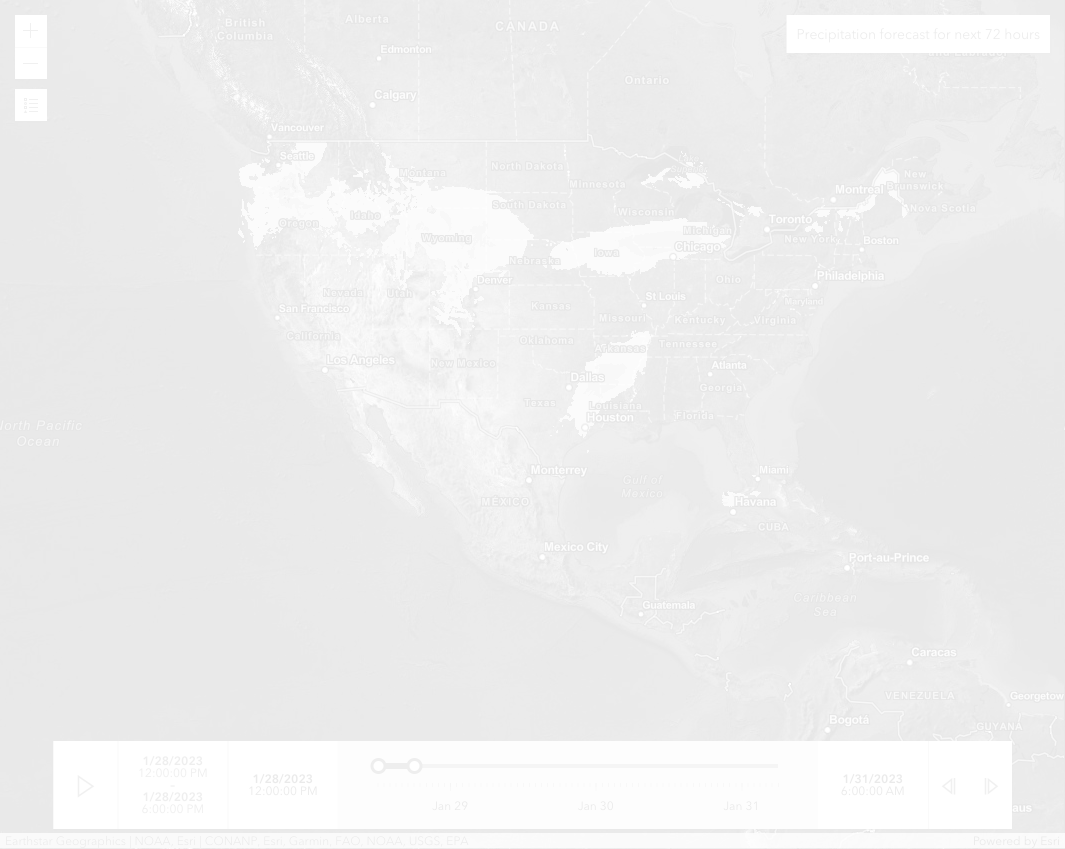 British
Columbia
Alberta
CANADA
Precipitation forecast for next 72 hours
Edmonton
Ontario
Calgary
Vancouver
Seattle
Montana
North Dakota
Minnesota
New
Brunswick
Montreal
Oregon
Idaho
South Dakota
Wisconsin
Nova Scotia
Toronto
Michigan
Wyoming
Nebraska
Iowa
Chicago
New York
Boston
Denver
Ohio
Philadelphia
Nevada
Utah
San Francisco
Kansas
St Louis
Maryland
Missouri
Kentucky
Virginia
California
Oklahoma
Arkansas
Tennessee
Los Angeles
New Mexico
Atlanta
Dallas
Georgia
Texas
Louisiana
Houston
Florida
North Pacific
Ocean
Monterrey
Miami
Gulf of
Mexico
MÉXICO
Havana
CUBA
Mexico City
Port-au-Prince
Guatemala
Caribbean
Sea
Caracas
VENEZUELA
Georgetow
Bogotá
GUYANA
1/28/2023
12:00:00 PM
-
1/28/2023
6:00:00 PM
1/28/2023
12:00:00 PM
Jan 29
Jan 30
Jan 31
1/31/2023
6:00:00 AM
aus
Earthstar Geographics | NOAA, Esri | CONANP, Esri, Garmin, FAO, NOAA, USGS, EPA
Powered by Esri